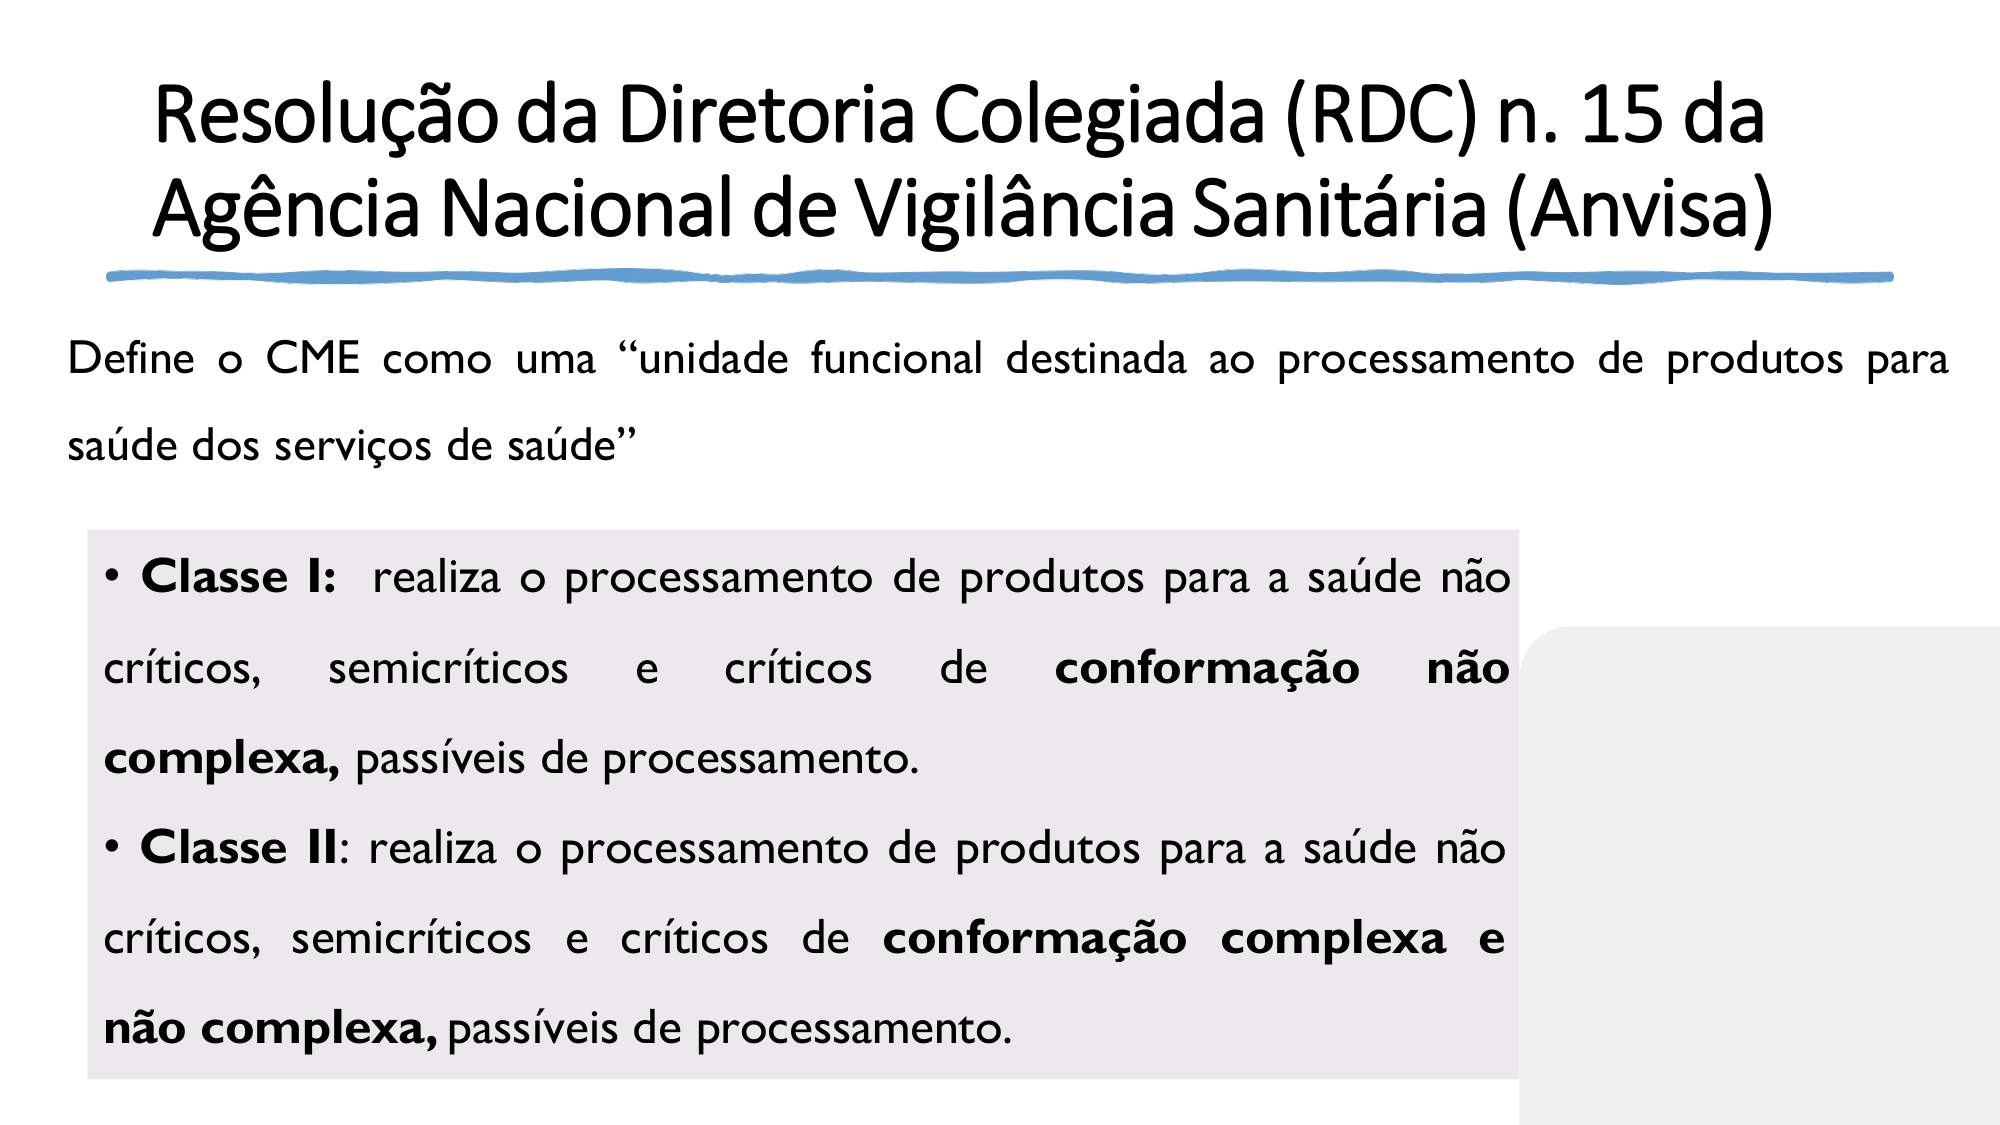 Resolução da Diretoria Colegiada (RDC) n. 15 da
Agência Nacional de Vigilância Sanitária (Anvisa)
Define o CME como uma “unidade funcional destinada ao processamento de produtos para
saúde dos serviços de saúde”
• Classe I: realiza o processamento de produtos para a saúde não
críticos, semicríticos e críticos de conformação não
complexa, passíveis de processamento.
• Classe II: realiza o processamento de produtos para a saúde não
críticos, semicríticos e críticos de conformação complexa e
não complexa, passíveis de processamento.